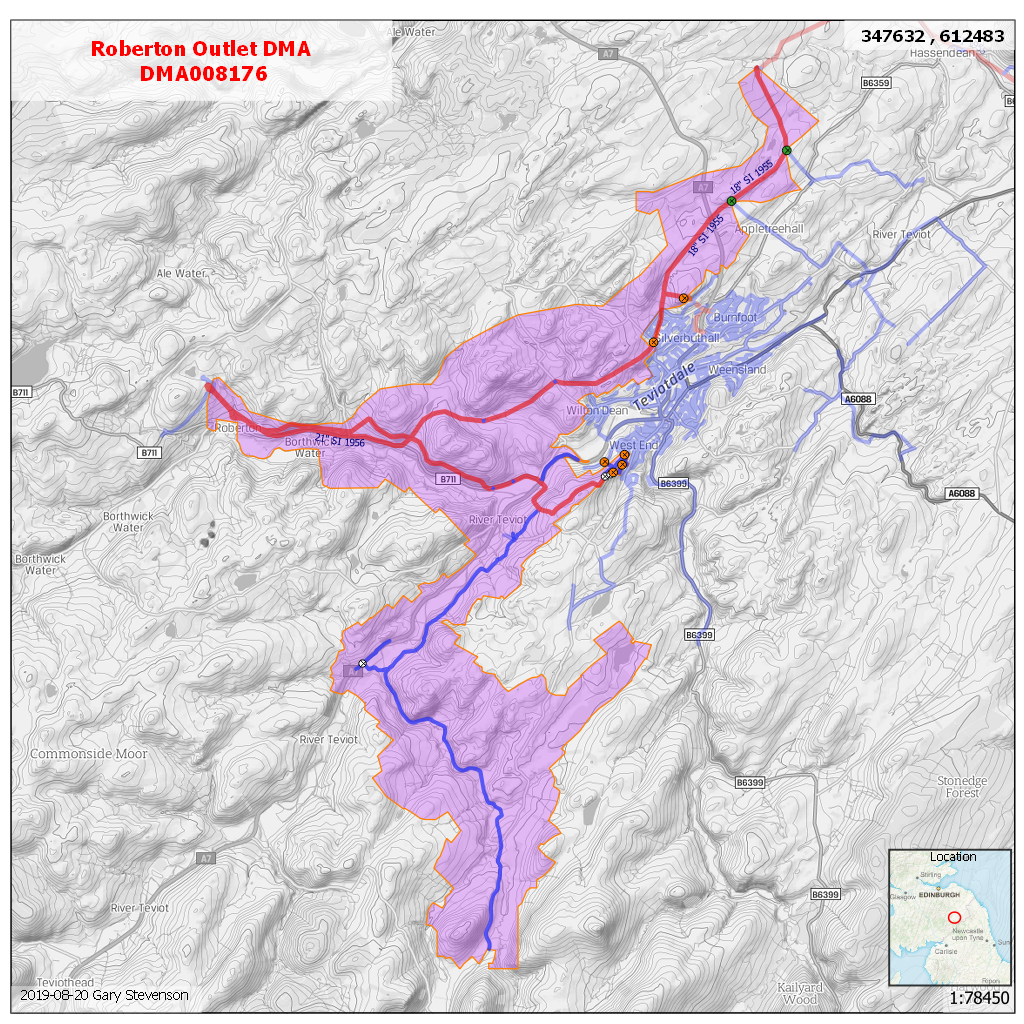 Roberton Outlet DMA
DMA008176
347632 , 612483
Ale Water
A7
Hassendean
B6359
18" SI 1955
A7
18" SI 1955
Appletreehall
River Teviot
Ale Water
Burnfoot
Silverbuthall
Weensland
Teviotdale
B711
Wilton Dean
A6088
Roberton
21" SI 1956
Borthwick
Water
West End
B711
B711
B6399
A6088
Borthwick
Water
River Teviot
Borthwick
Water
B6399
River Teviot
Commonside Moor
B6399
Stonedge
Forest
A7
B6399
River Teviot
Teviothead
2019-08-20 Gary Stevenson
Kailyard
Wood
Location
Stirling
EDINBURGH
Glasgow
Newcastle
upon Tyne
Sun
Carlisle
Ripon
1:78450